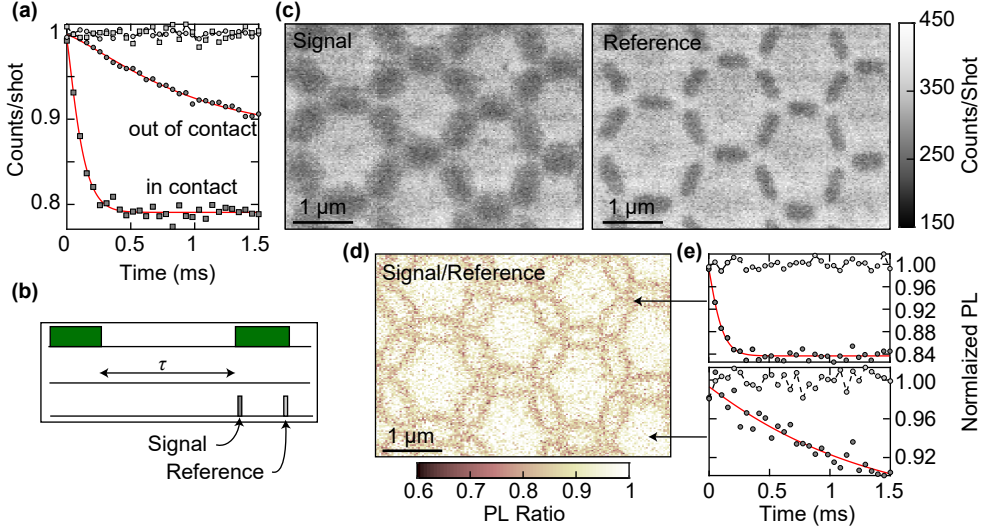 (a)
Counts/shot
1
0.9
0.8
out of contact
in contact
0
0.5
1.0
1.5
Time (ms)
(b)
τ
Signal
Reference
(c)
Signal
1 μm
Reference
1 μm
450
350
250
150
Counts/Shot
(d)
Signal/Reference
1 μm
0.6
0.7
0.8
0.9
1
PL Ratio
(e)
1.00
0.96
0.92
0.88
0.84
1.00
0.96
0.92
Normlized PL
0
0.5
1.0
1.5
Time (ms)